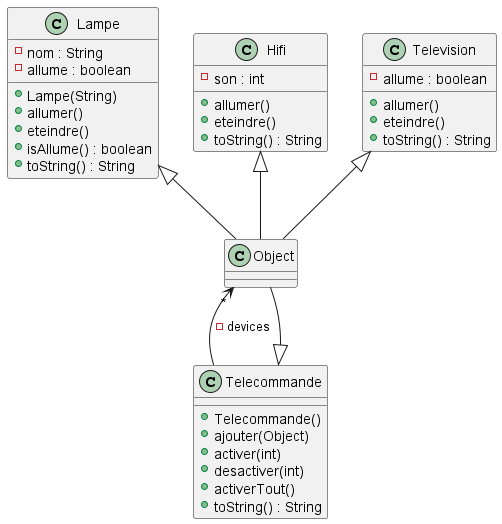 C Lampe
nom : String
allume : boolean
Lampe(String)
allumer()
eteindre()
isAllume() : boolean
toString() : String
C Hifi
son : int
allumer()
eteindre()
toString() : String
C Television
allume : boolean
allumer()
eteindre()
toString() : String
C Object
*
devices
C Telecommande
Telecommande()
ajouter(Object)
activer(int)
desactiver(int)
activerTout()
toString() : String